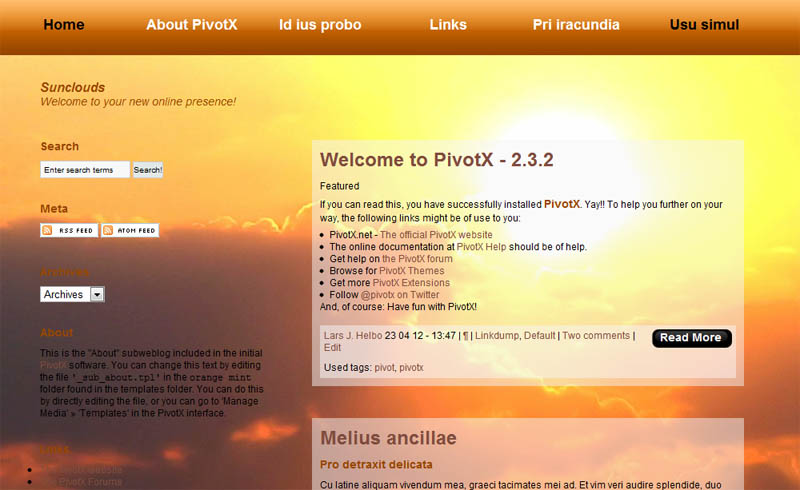 Home About PivotX Id ius probo Links Pri iracundia Usu simul
Sunclouds
Welcome to your new online presence!
Search
Enter search terms Search!
Meta
RSS FEED ATOM FEED
Archives
Archives
About
This is the "About" subweblog included in the initial
PivotX software. You can change this text by editing
the file '_sub_about.tpl' in the orange mint
folder found in the templates folder. You can do this
by directly editing the file, or you can go to 'Manage
Media' » 'Templates' in the PivotX interface.
Links
The PivotX website
The PivotX Forums
Welcome to PivotX - 2.3.2
Featured
If you can read this, you have successfully installed PivotX. Yay!! To help you further on your
way, the following links might be of use to you:
PivotX.net - The official PivotX website
The online documentation at PivotX Help should be of help.
Get help on the PivotX forum
Browse for PivotX Themes
Get more PivotX Extensions
Follow @pivotx on Twitter
And, of course: Have fun with PivotX!
Lars J. Helbo 23 04 12 - 13:47 | ¶ | Linkdump, Default | Two comments |
Edit
Read More
Used tags: pivot, pivotx
Melius ancillae
Pro detraxit delicata
Cu latine aliquam vivendum mea, graeci tacimates mei ad. Et vim veri audire splendide, duo